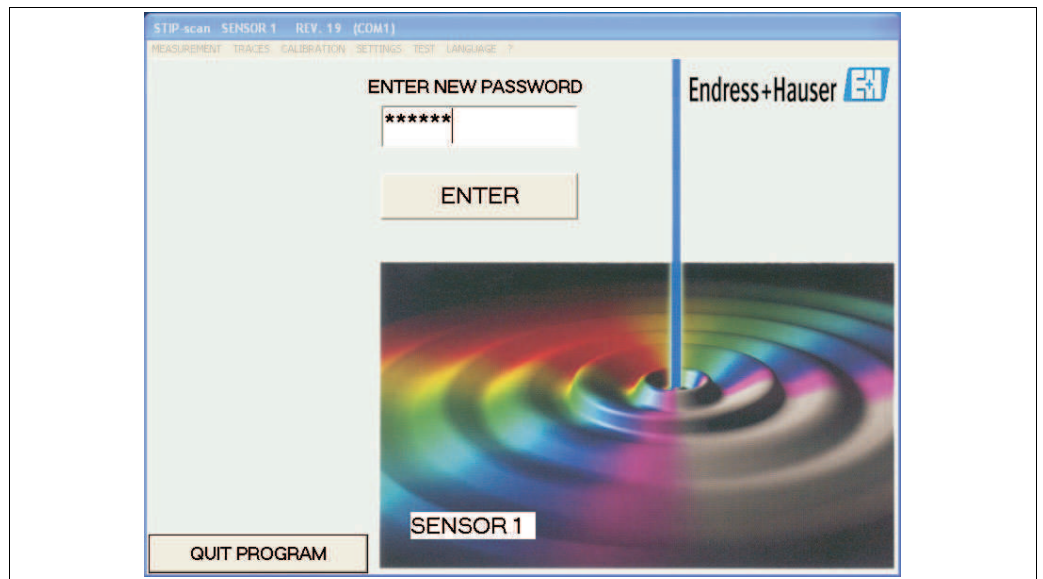 STIP-scan SENSOR 1 REV. 19 (COM1)
MEASUREMENT TRACES CALIBRATION SETTINGS TEST LANGUAGE ?
ENTER NEW PASSWORD
Endress+Hauser EH
******
ENTER
SENSOR 1
QUIT PROGRAM